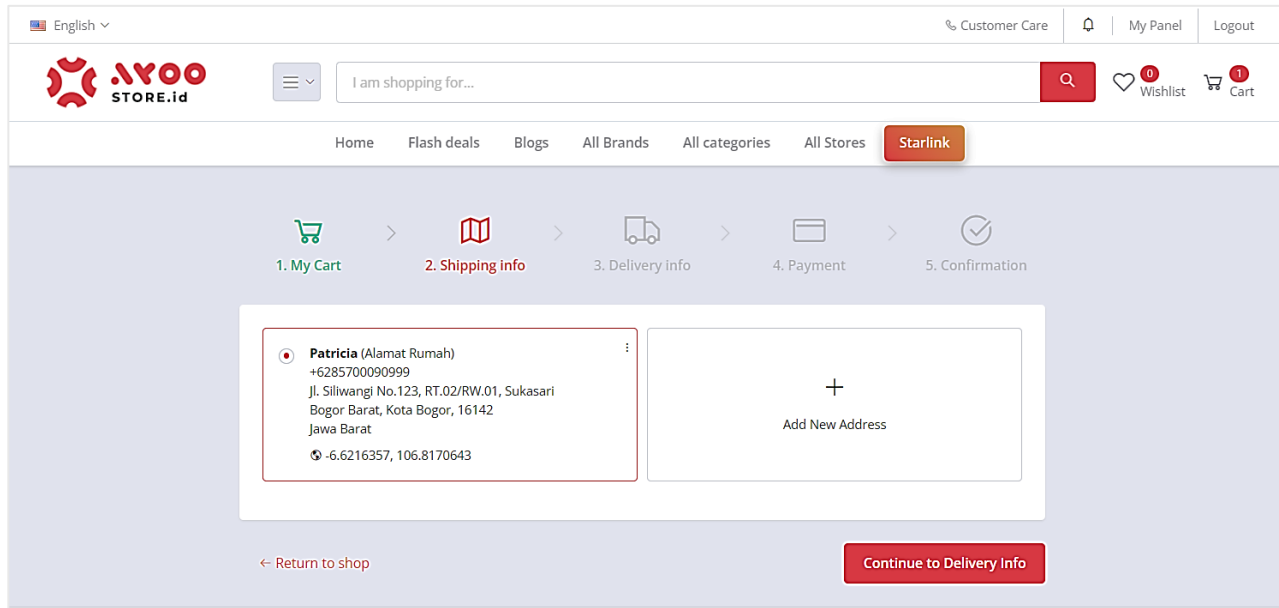 English
Customer Care
My Panel
Logout
AYOO
STORE.id
I am shopping for...
0
Wishlist
1
Cart
Home
Flash deals
Blogs
All Brands
All categories
All Stores
Starlink
1. My Cart
2. Shipping info
3. Delivery info
4. Payment
5. Confirmation
Patricia (Alamat Rumah)
+6285700090999
Jl. Siliwangi No.123, RT.02/RW.01, Sukasari
Bogor Barat, Kota Bogor, 16142
Jawa Barat
-6.6216357, 106.8170643
Add New Address
Return to shop
Continue to Delivery Info